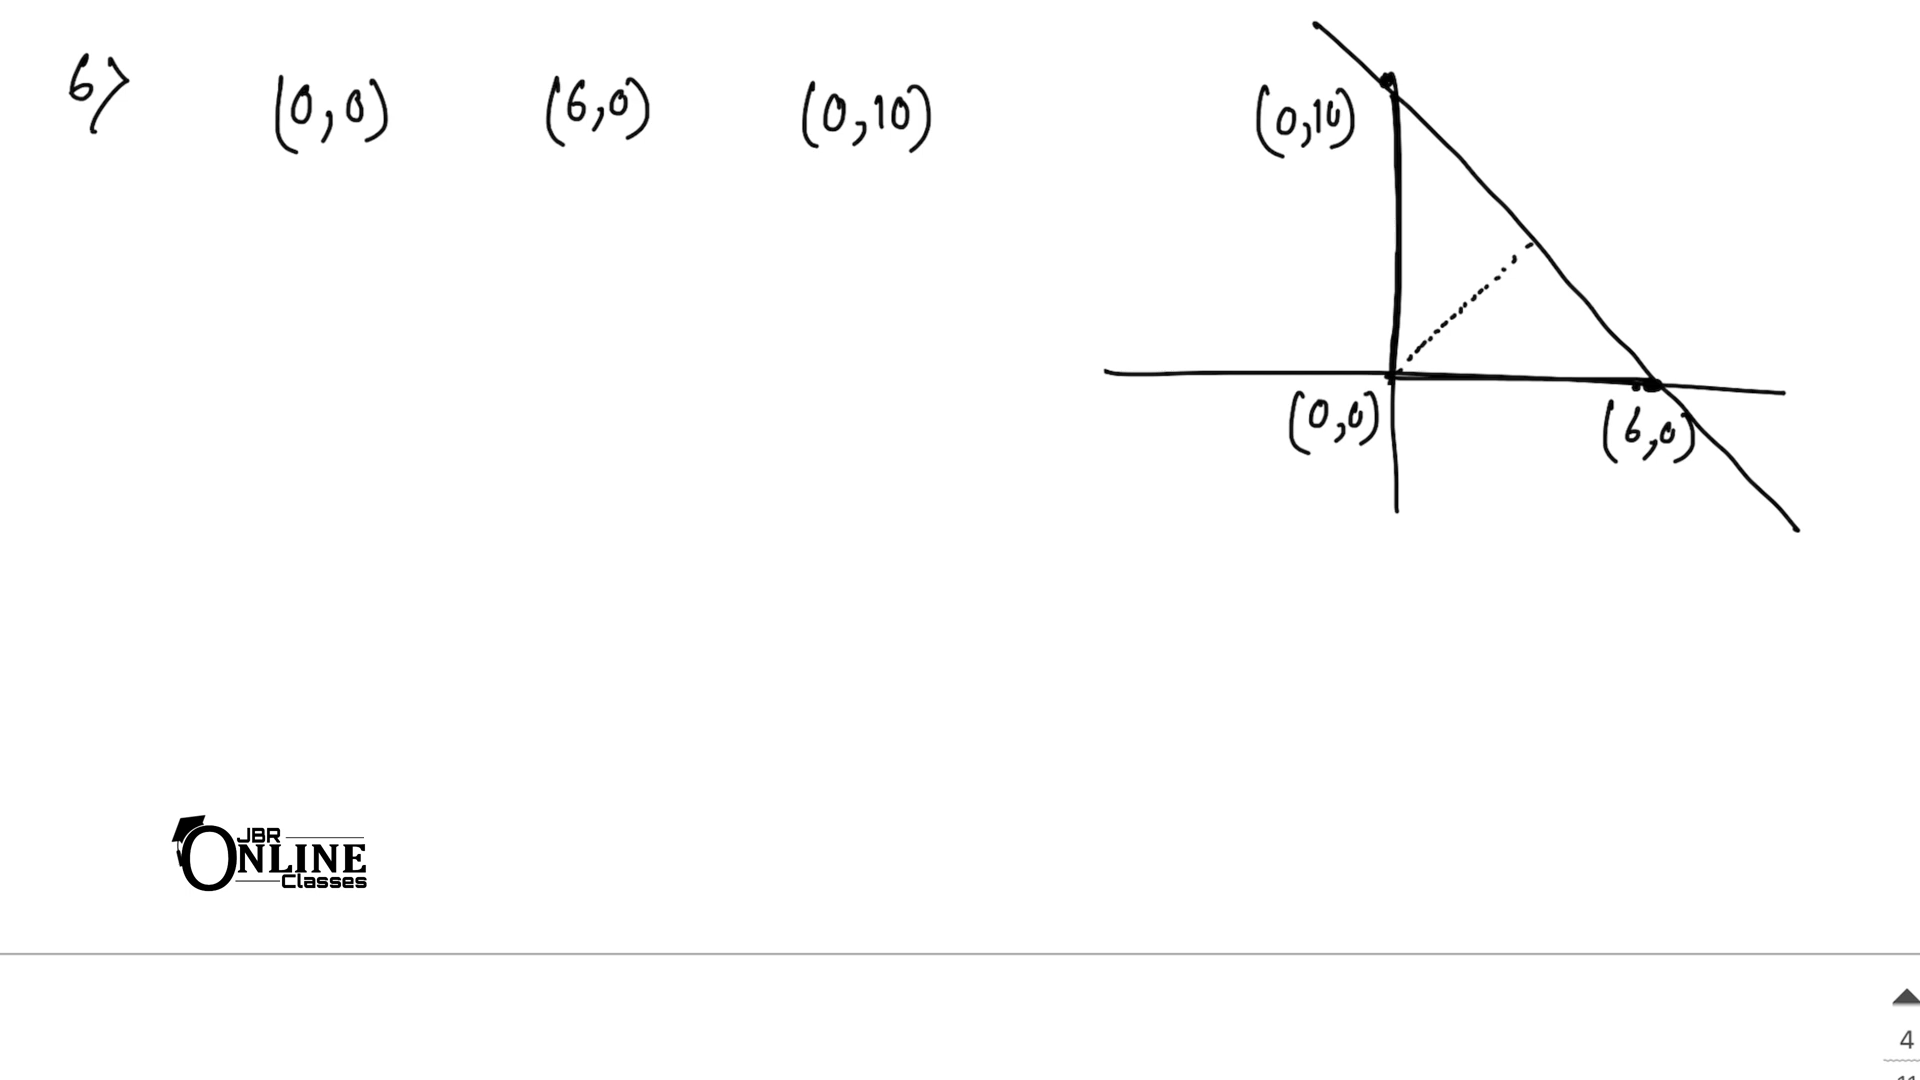 6> (0,0) (6,0) (0,10)
(0,10)
(0,0)
(6,0)
JBR
ONLINE
Classes
4